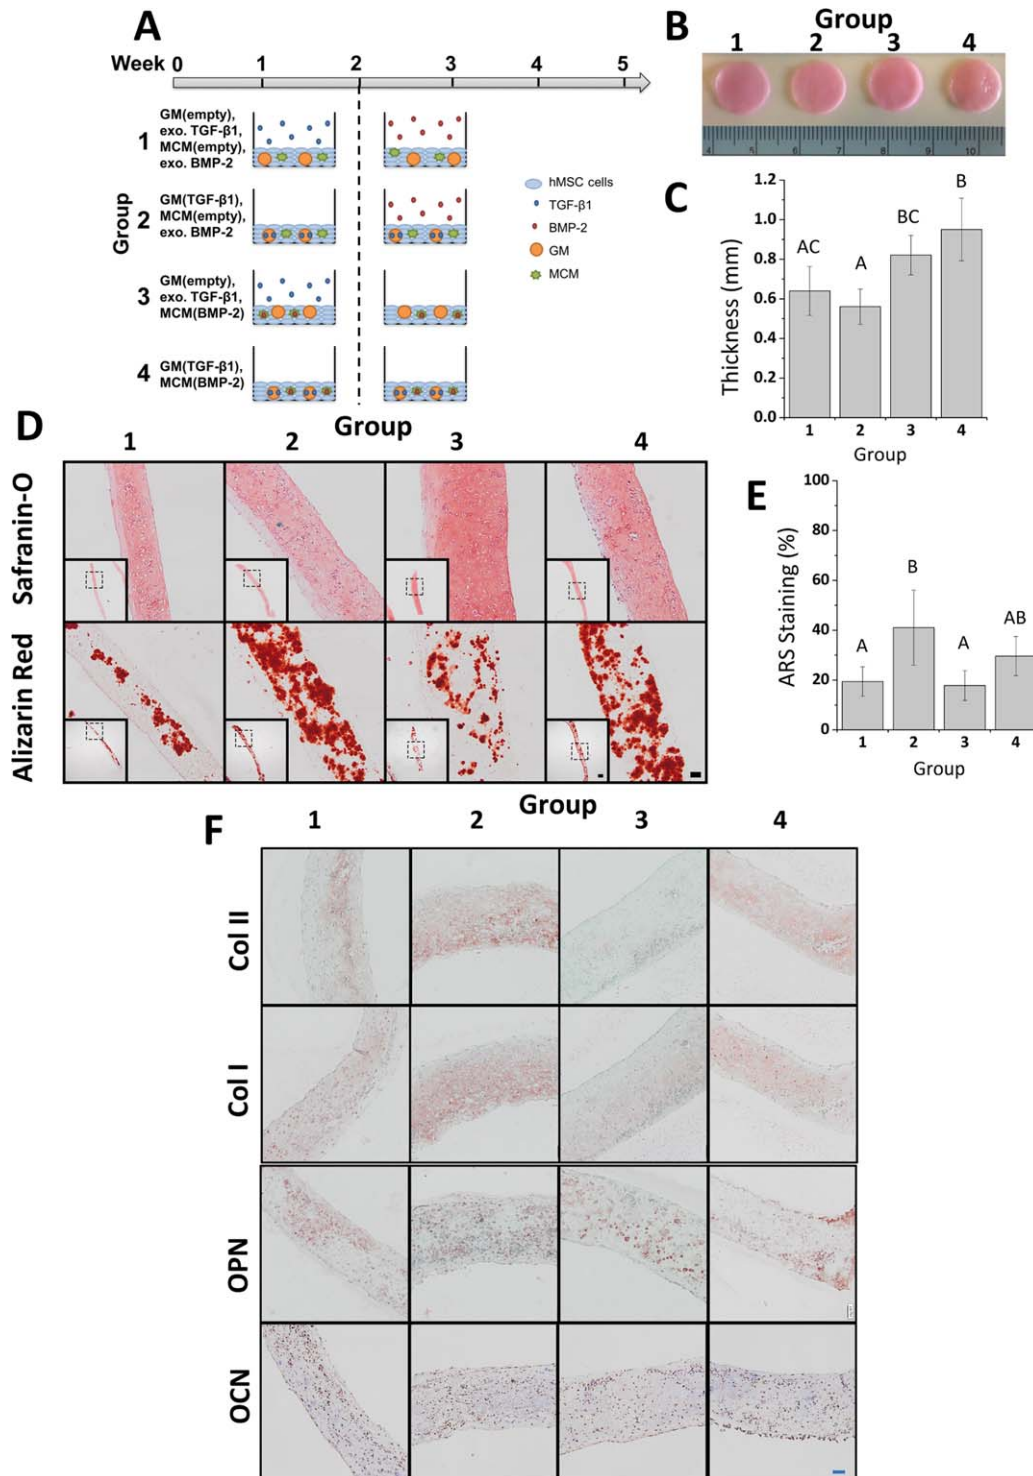 A
Week 0 1 2 3 4 5
Group
1
GM(empty),
exo. TGF-β1,
MCM(empty),
exo. BMP-2
2
GM(TGF-β1),
MCM(empty),
exo. BMP-2
3
GM(empty),
exo. TGF-β1,
MCM(BMP-2)
4
GM(TGF-β1),
MCM(BMP-2)
hMSC cells
TGF-β1
BMP-2
GM
MCM
B
Group
1 2 3 4
4 5 6 7 8 9 10
C
Thickness (mm)
1.2
1.0
0.8
0.6
0.4
0.2
0.0
AC A BC B
1 2 3 4
Group
D
Group
1 2 3 4
Safranin-O
Alizarin Red
E
ARS Staining (%)
100
80
60
40
20
0
A B A AB
1 2 3 4
Group
F
Group
1 2 3 4
Col II
Col I
OPN
OCN